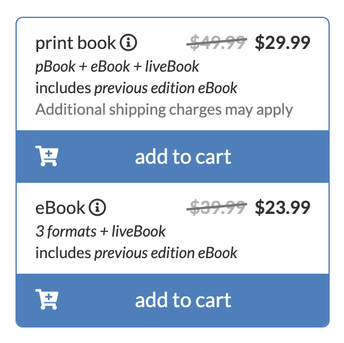 print book $49.99 $29.99
pBook + eBook + liveBook
includes previous edition eBook
Additional shipping charges may apply
add to cart
eBook $39.99 $23.99
3 formats + liveBook
includes previous edition eBook
add to cart